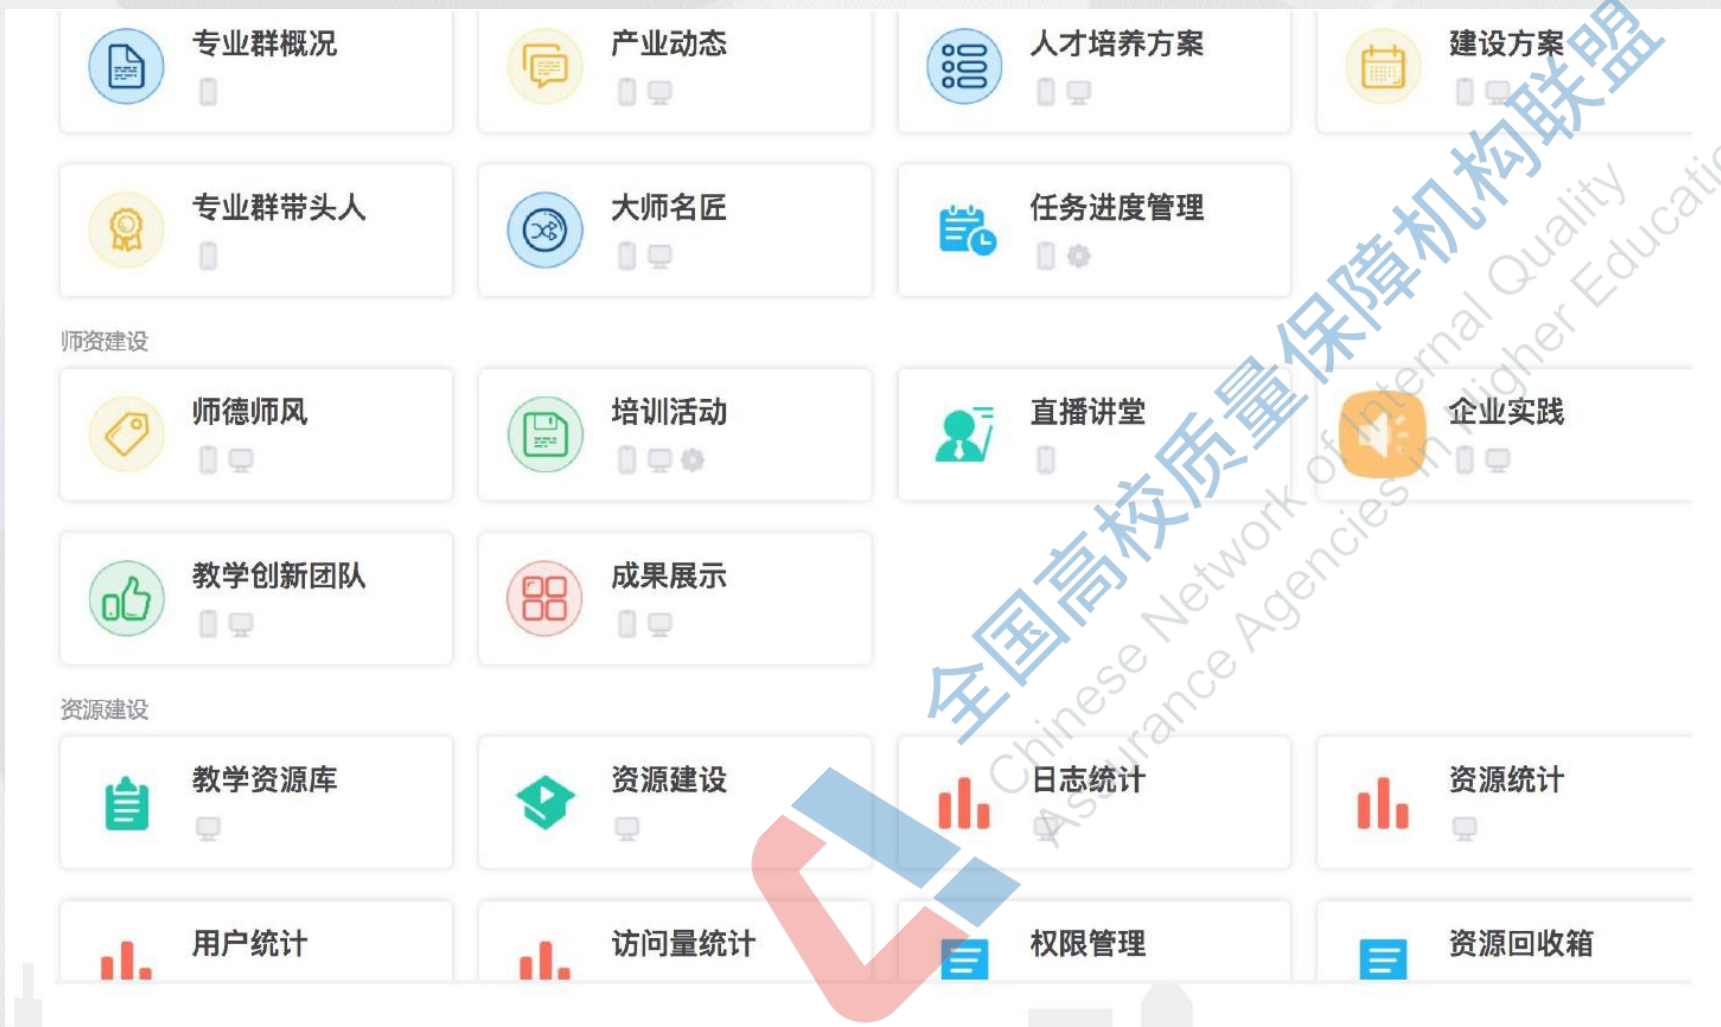 专业群概况
产业动态
人才培养方案
建设方案
专业群带头人
大师名匠
任务进度管理
师资建设
师德师风
培训活动
直播讲堂
企业实践
教学创新团队
成果展示
资源建设
教学资源库
资源建设
日志统计
资源统计
用户统计
访问量统计
权限管理
资源回收箱
全国高校质量保障机构联盟
Chinese Network of Internal Quality
Assurance Agencies in Higher Educatio